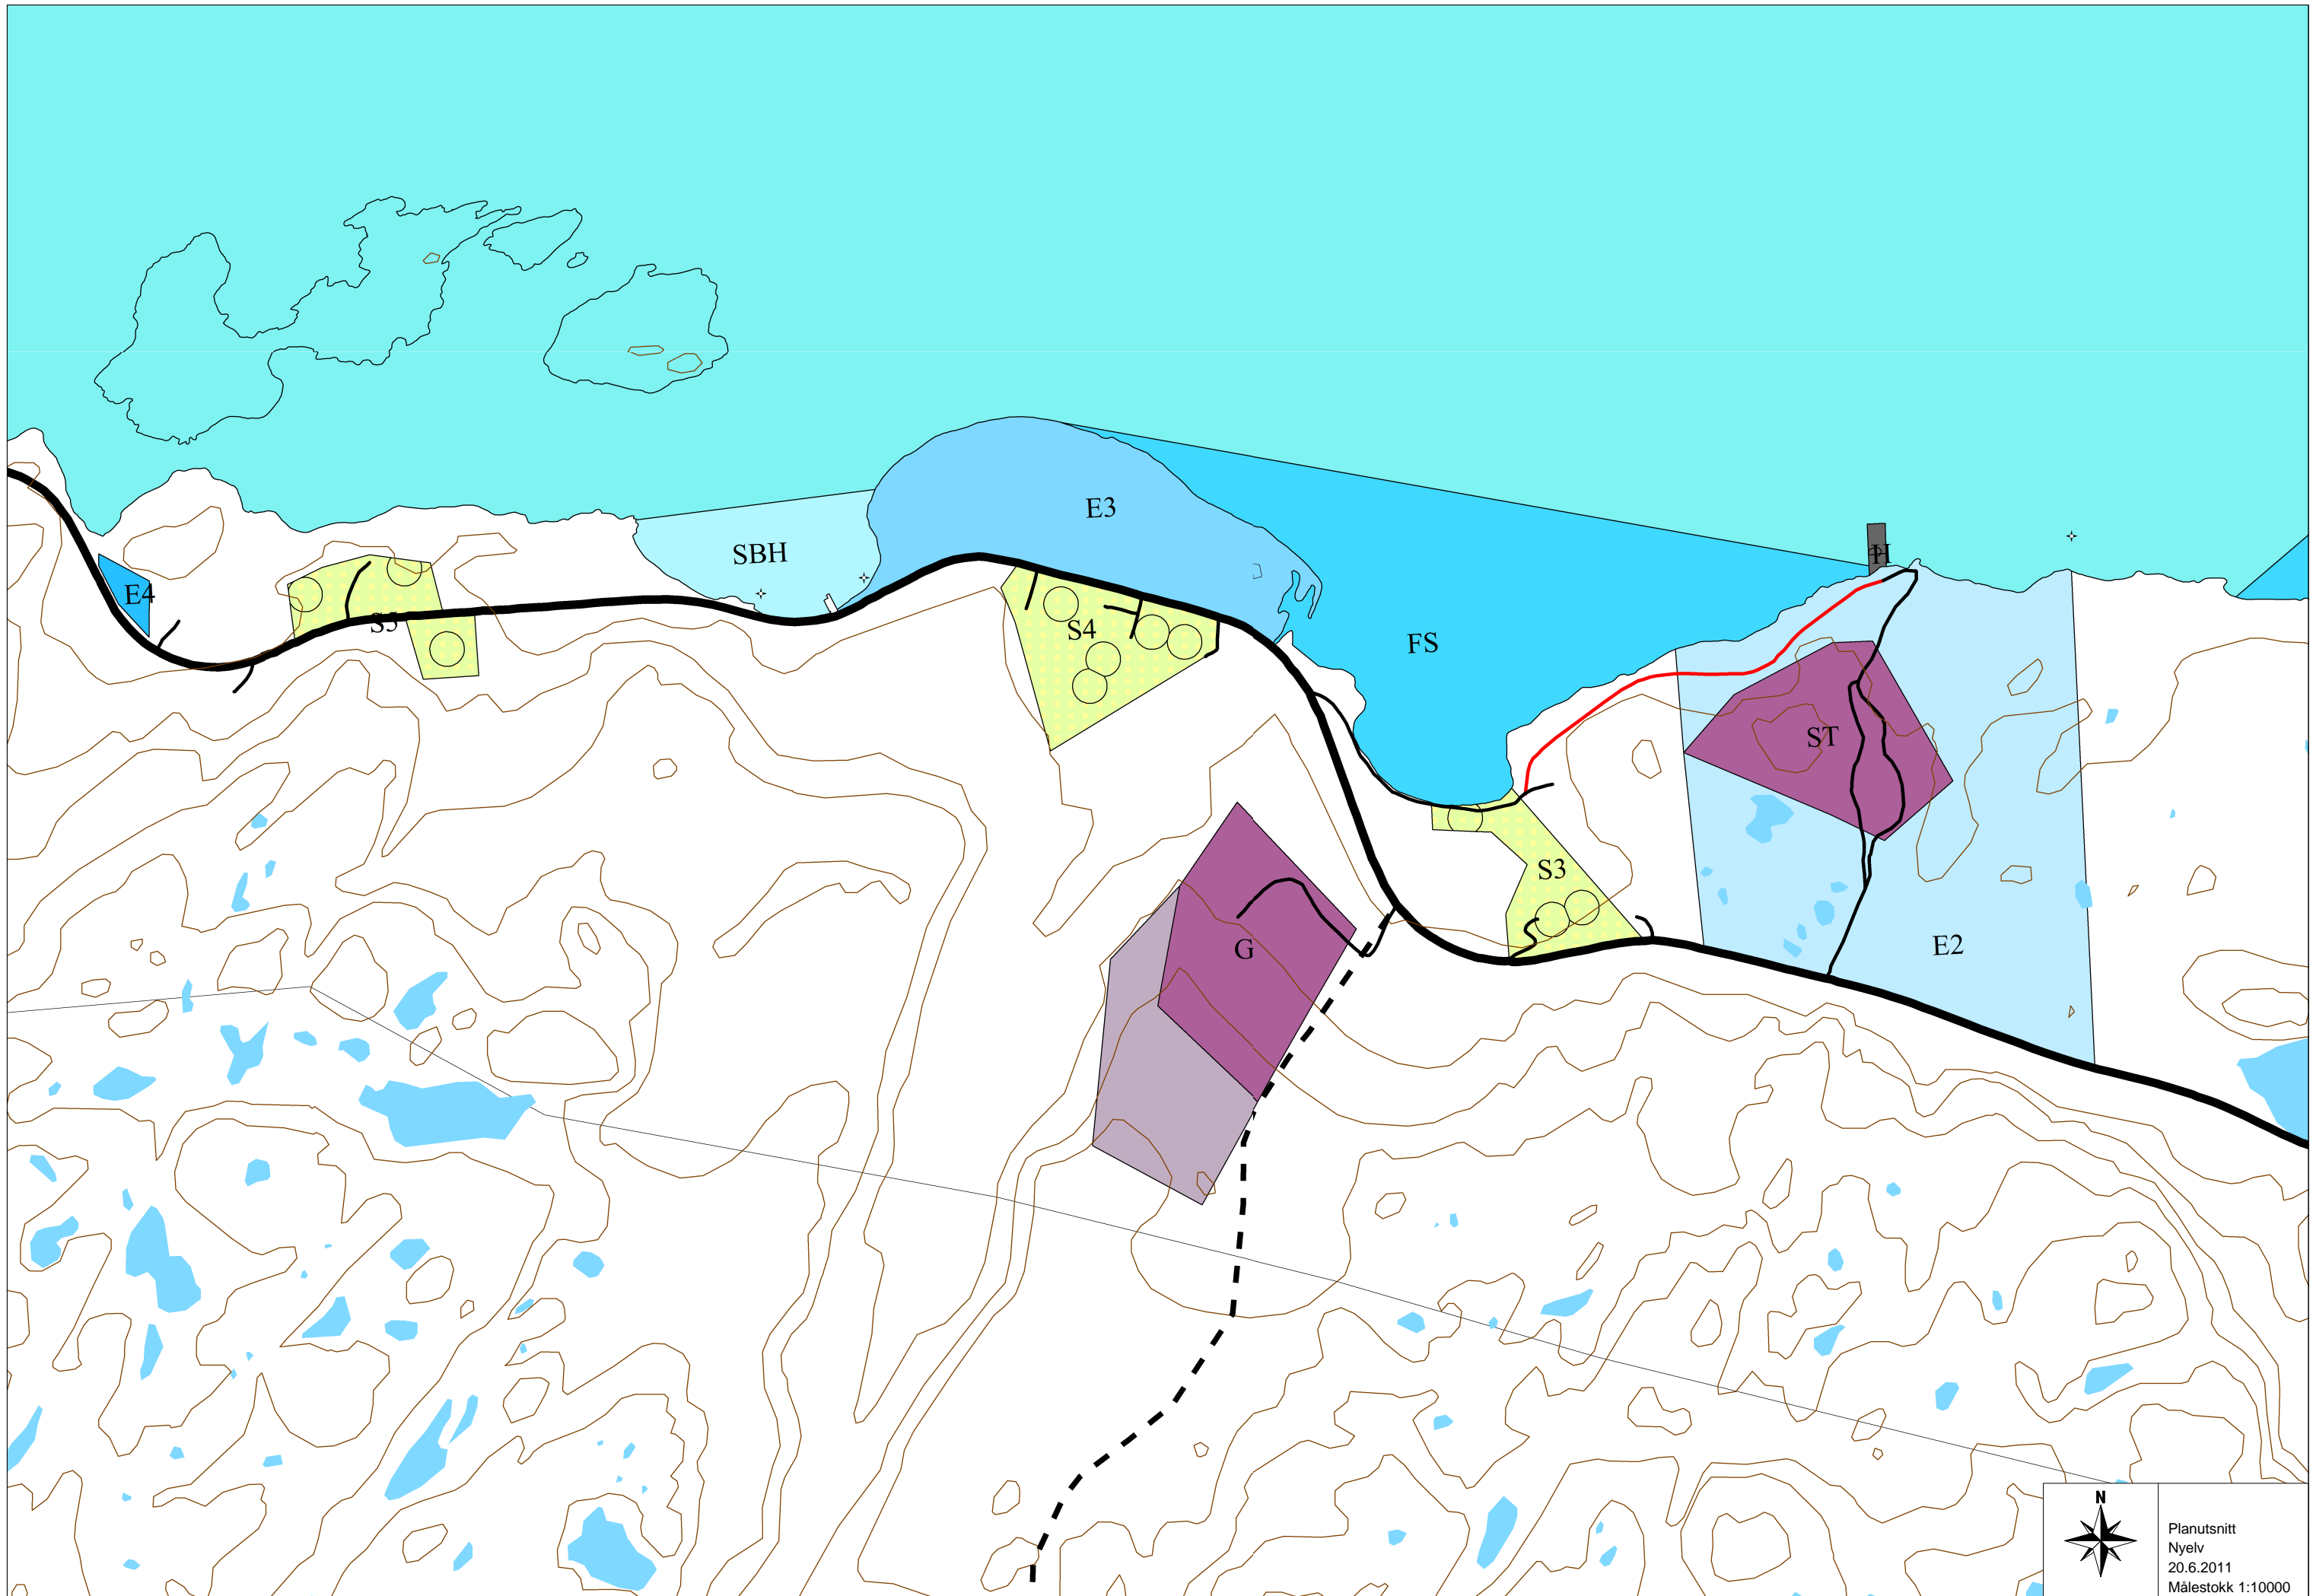 E3
SBH
H
E4
S5
S4
FS
ST
S3
G
E2
N
Planutsnitt
Nyelv
20.6.2011
Målestokk 1:10000